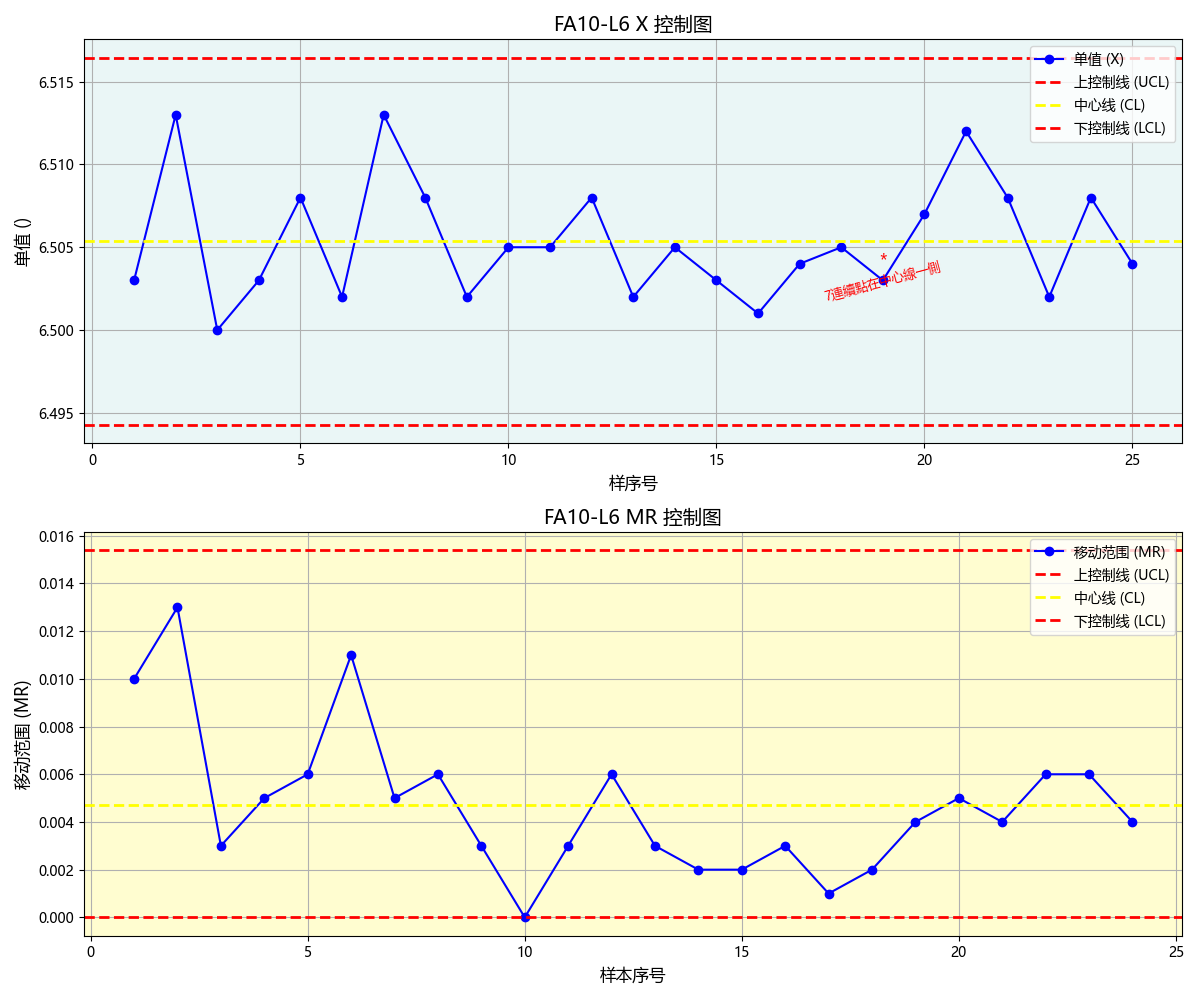 FA10-L6 X 控制图
单值 (X)
上控制线 (UCL)
中心线 (CL)
下控制线 (LCL)
6.515
6.510
6.505
6.500
6.495
单值 ()
*
7連續點在中心線一側
0 5 10 15 20 25
样序号
FA10-L6 MR 控制图
移动范围 (MR)
上控制线 (UCL)
中心线 (CL)
下控制线 (LCL)
0.016
0.014
0.012
0.010
0.008
0.006
0.004
0.002
0.000
移动范围 (MR)
0 5 10 15 20 25
样本序号